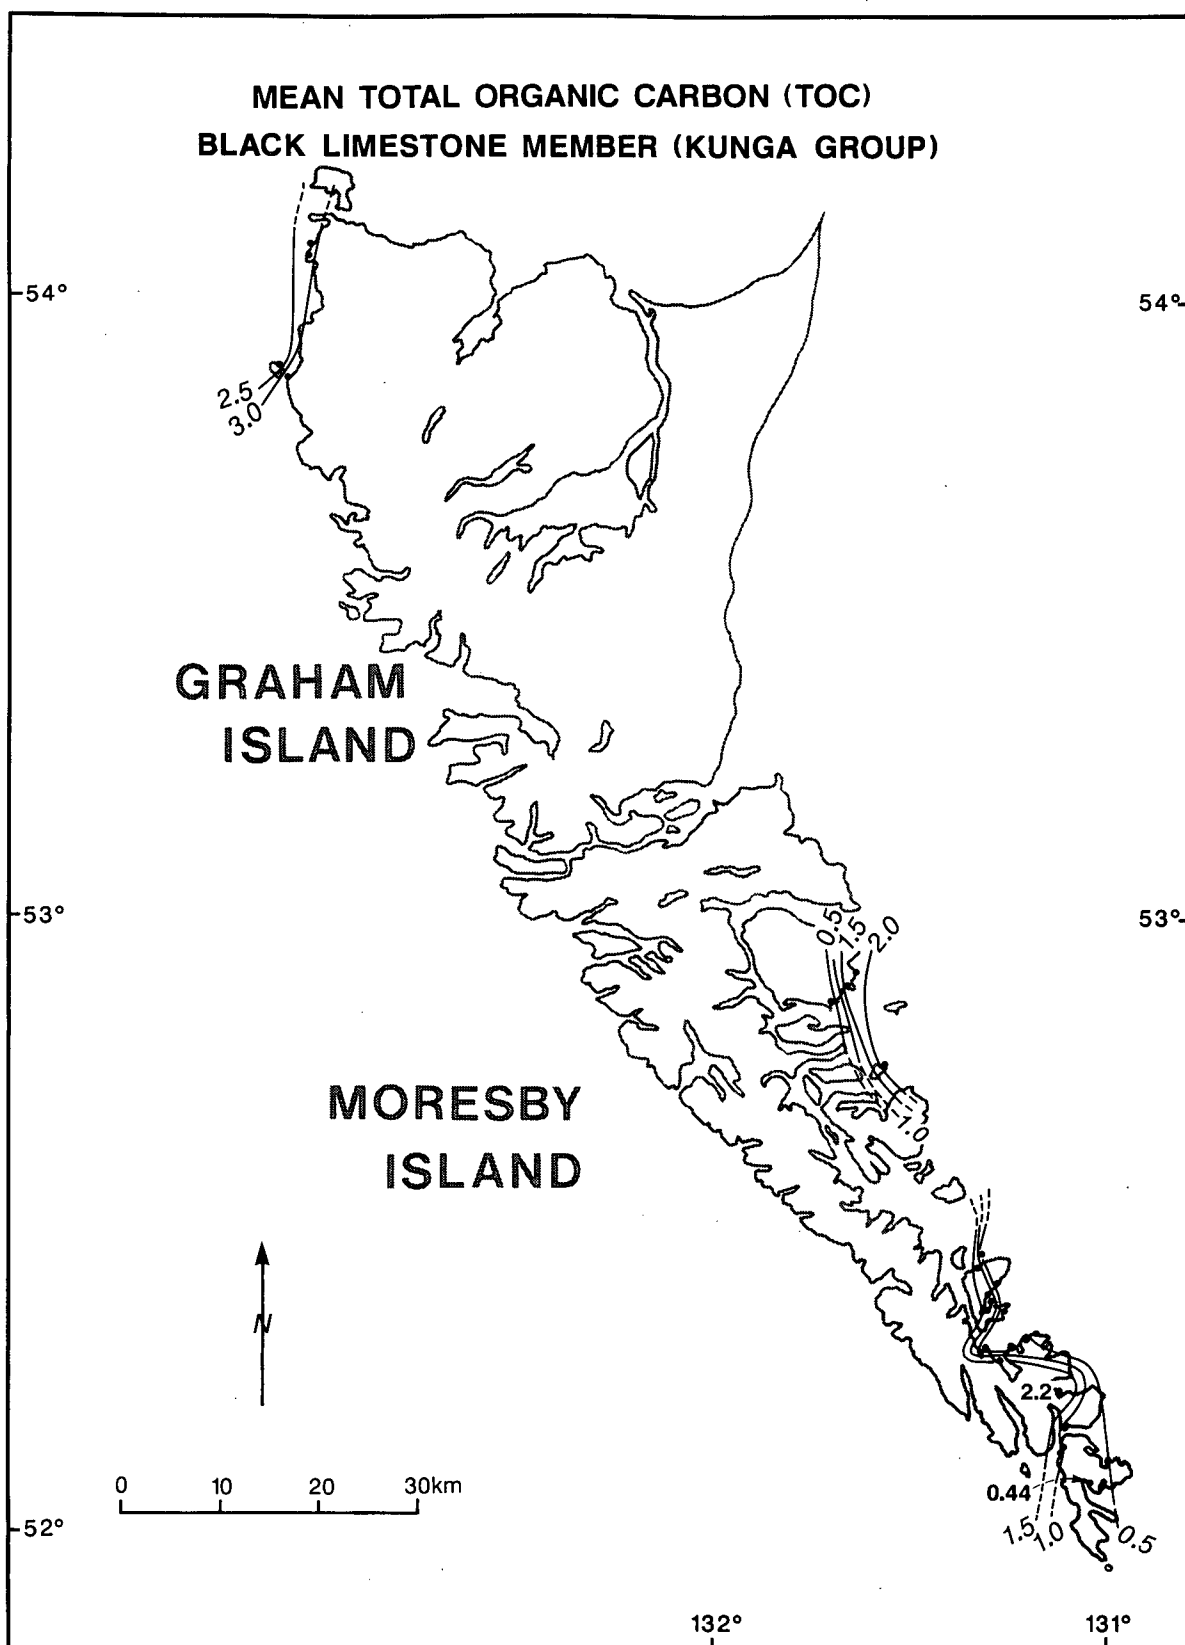 MEAN TOTAL ORGANIC CARBON (TOC)
BLACK LIMESTONE MEMBER (KUNGA GROUP)
54°
54°
2.5
3.0
GRAHAM
ISLAND
53°
53°
0.5
1.5
2.0
MORESBY
ISLAND
1.0
N
2.2
0 10 20 30km
0.44
1.5
1.0
0.5
52°
132°
131°